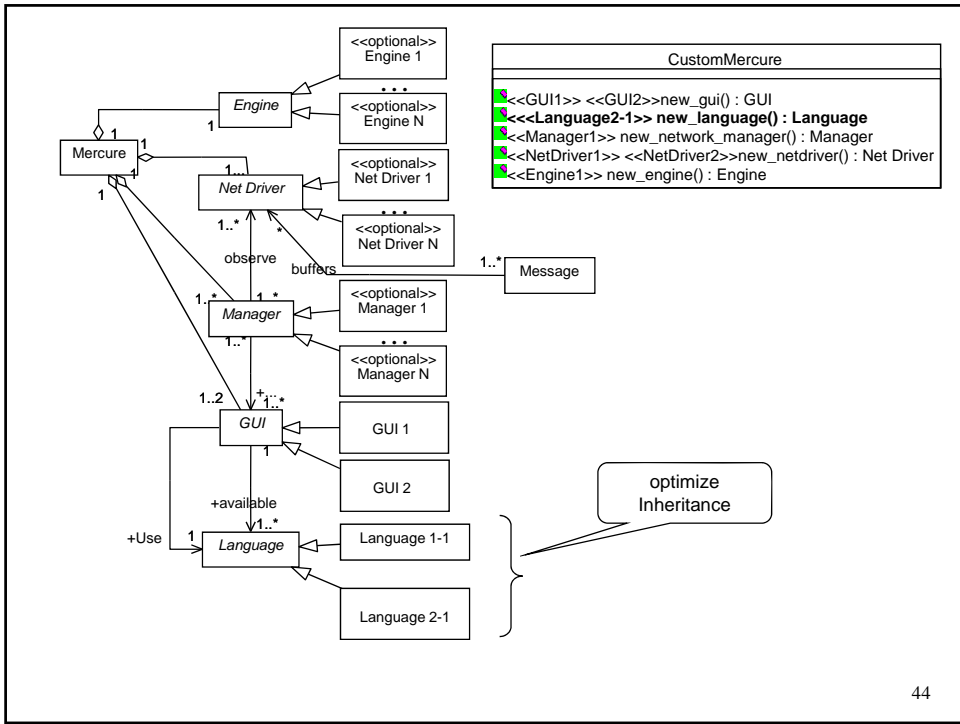 <<optional>>
Engine 1
...
<<optional>>
Engine N
Engine
1
1
Mercure
1
1
1
1...
Net Driver
<<optional>>
Net Driver 1
...
<<optional>>
Net Driver N
1..*
*
observe
buffers
1..*
Message
1..*
1..*
Manager
1..*
<<optional>>
Manager 1
...
<<optional>>
Manager N
1..2
+...
1..*
GUI
1
GUI 1
GUI 2
+available
1..*
+Use
1
Language
Language 1-1
Language 2-1
CustomMercure
<<GUI1>> <<GUI2>>new_gui() : GUI
<<<Language2-1>> new_language() : Language
<<Manager1>> new_network_manager() : Manager
<<NetDriver1>> <<NetDriver2>>new_netdriver() : Net Driver
<<Engine1>> new_engine() : Engine
optimize
Inheritance
44